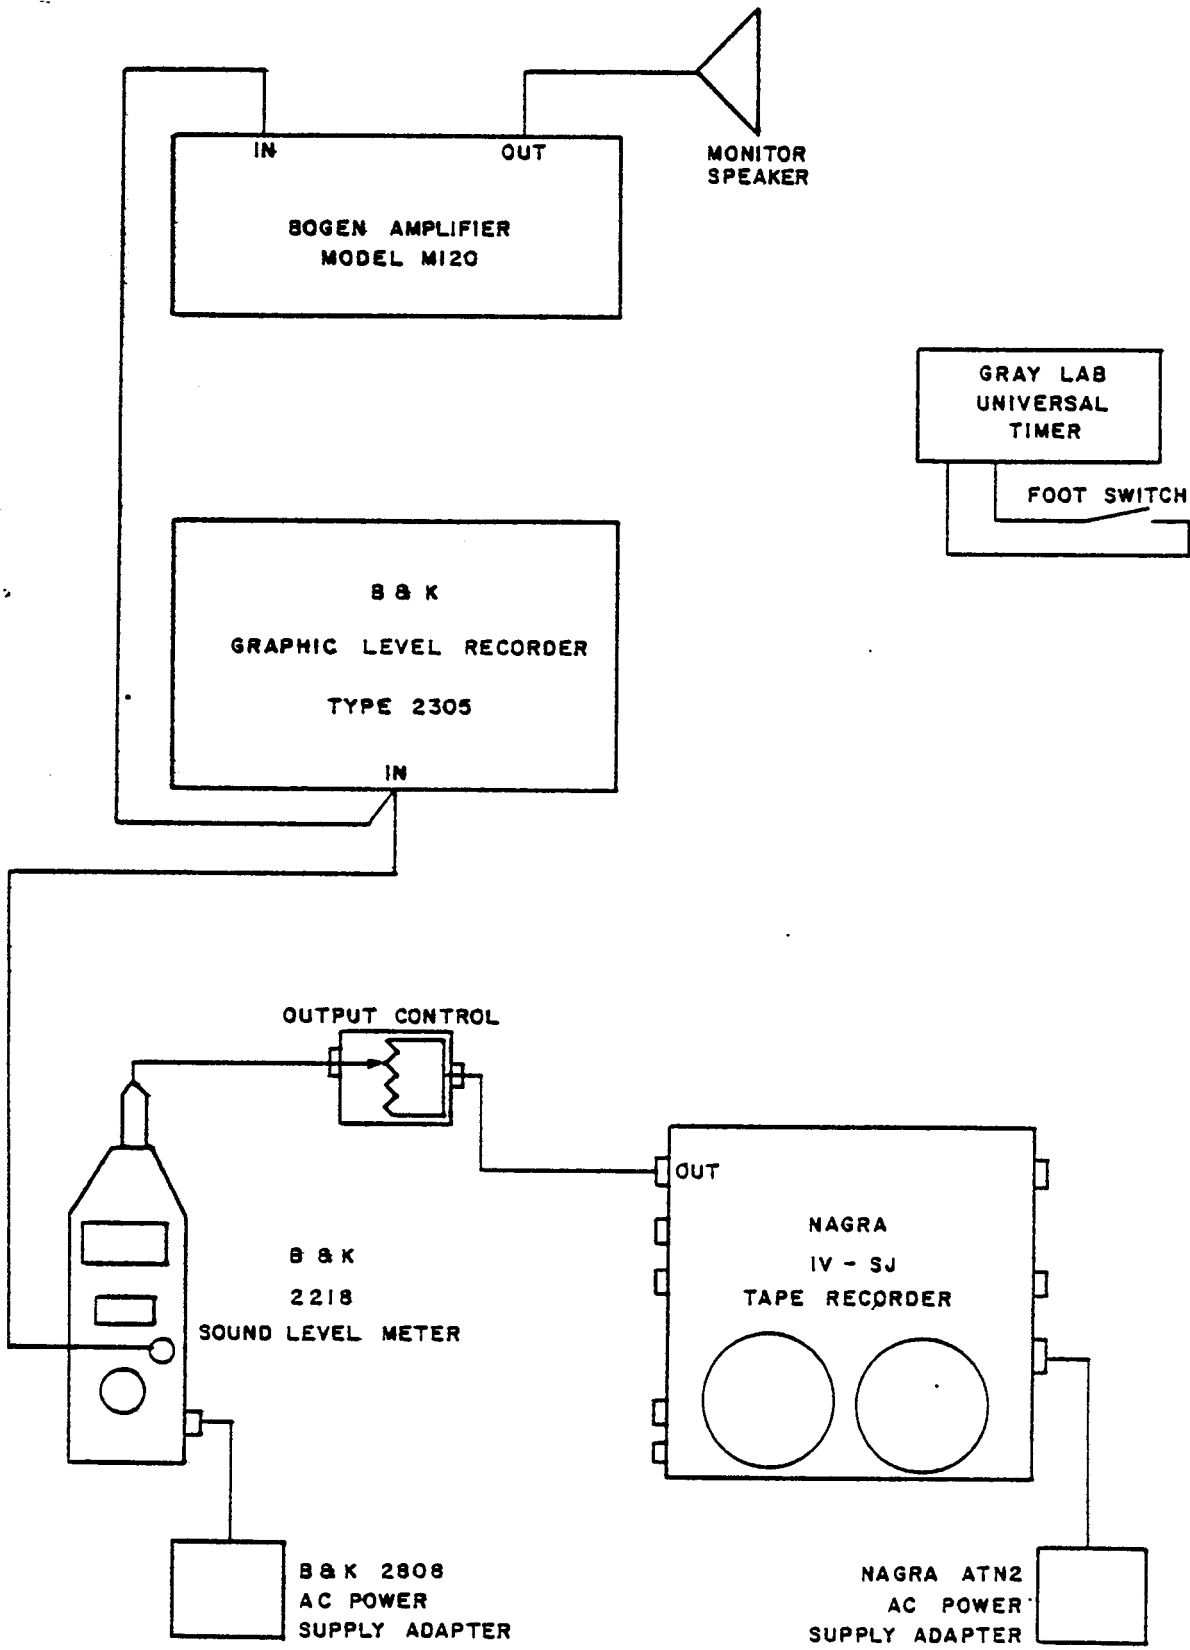 IN
OUT
MONITOR
SPEAKER
BOGEN AMPLIFIER
MODEL M120
GRAY LAB
UNIVERSAL
TIMER
FOOT SWITCH
B & K
GRAPHIC LEVEL RECORDER
TYPE 2305
IN
OUTPUT CONTROL
OUT
NAGRA
IV - SJ
TAPE RECORDER
B & K
2218
SOUND LEVEL METER
B & K 2808
AC POWER
SUPPLY ADAPTER
NAGRA ATN2
AC POWER
SUPPLY ADAPTER